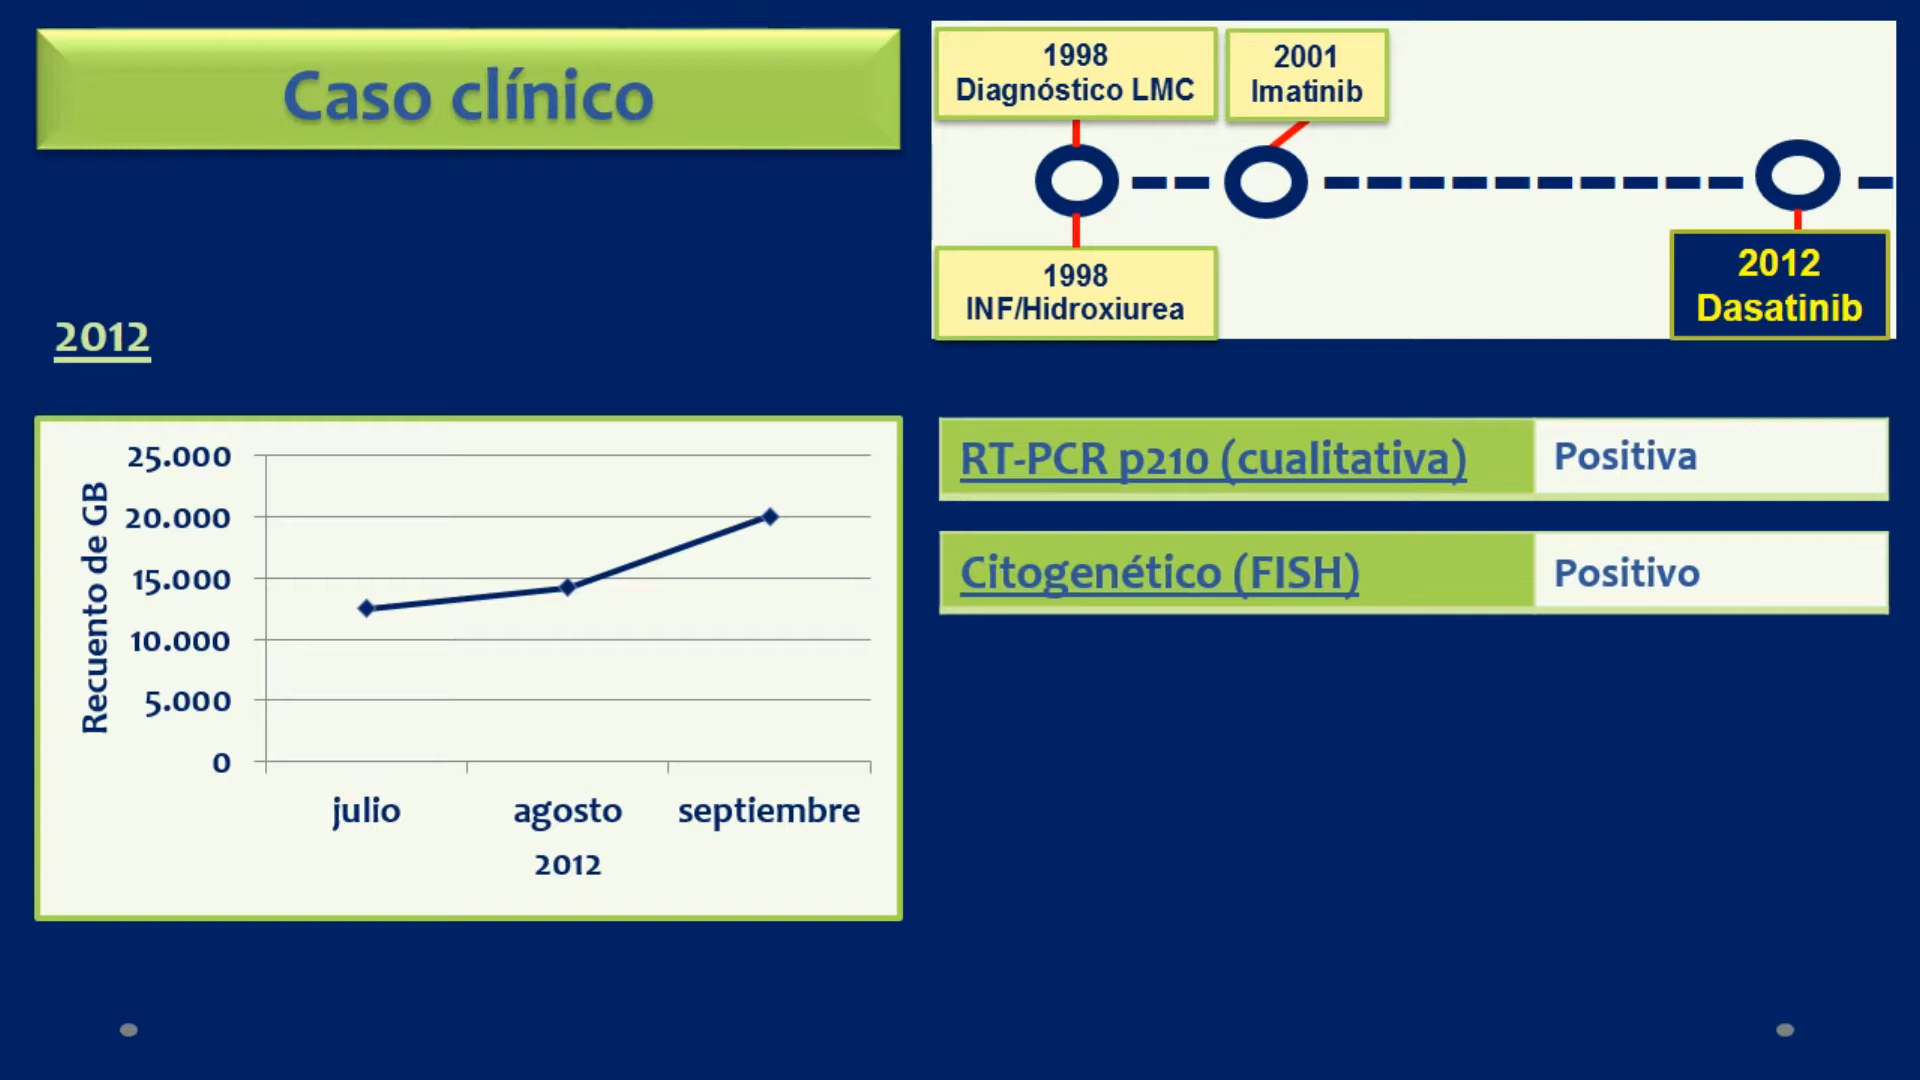 Caso clínico
1998
Diagnóstico LMC
2001
Imatinib
1998
INF/Hidroxiurea
2012
Dasatinib
2012
Recuento de GB
25.000
20.000
15.000
10.000
5.000
0
julio agosto septiembre
2012
RT-PCR p210 (cualitativa) Positiva
Citogenético (FISH) Positivo